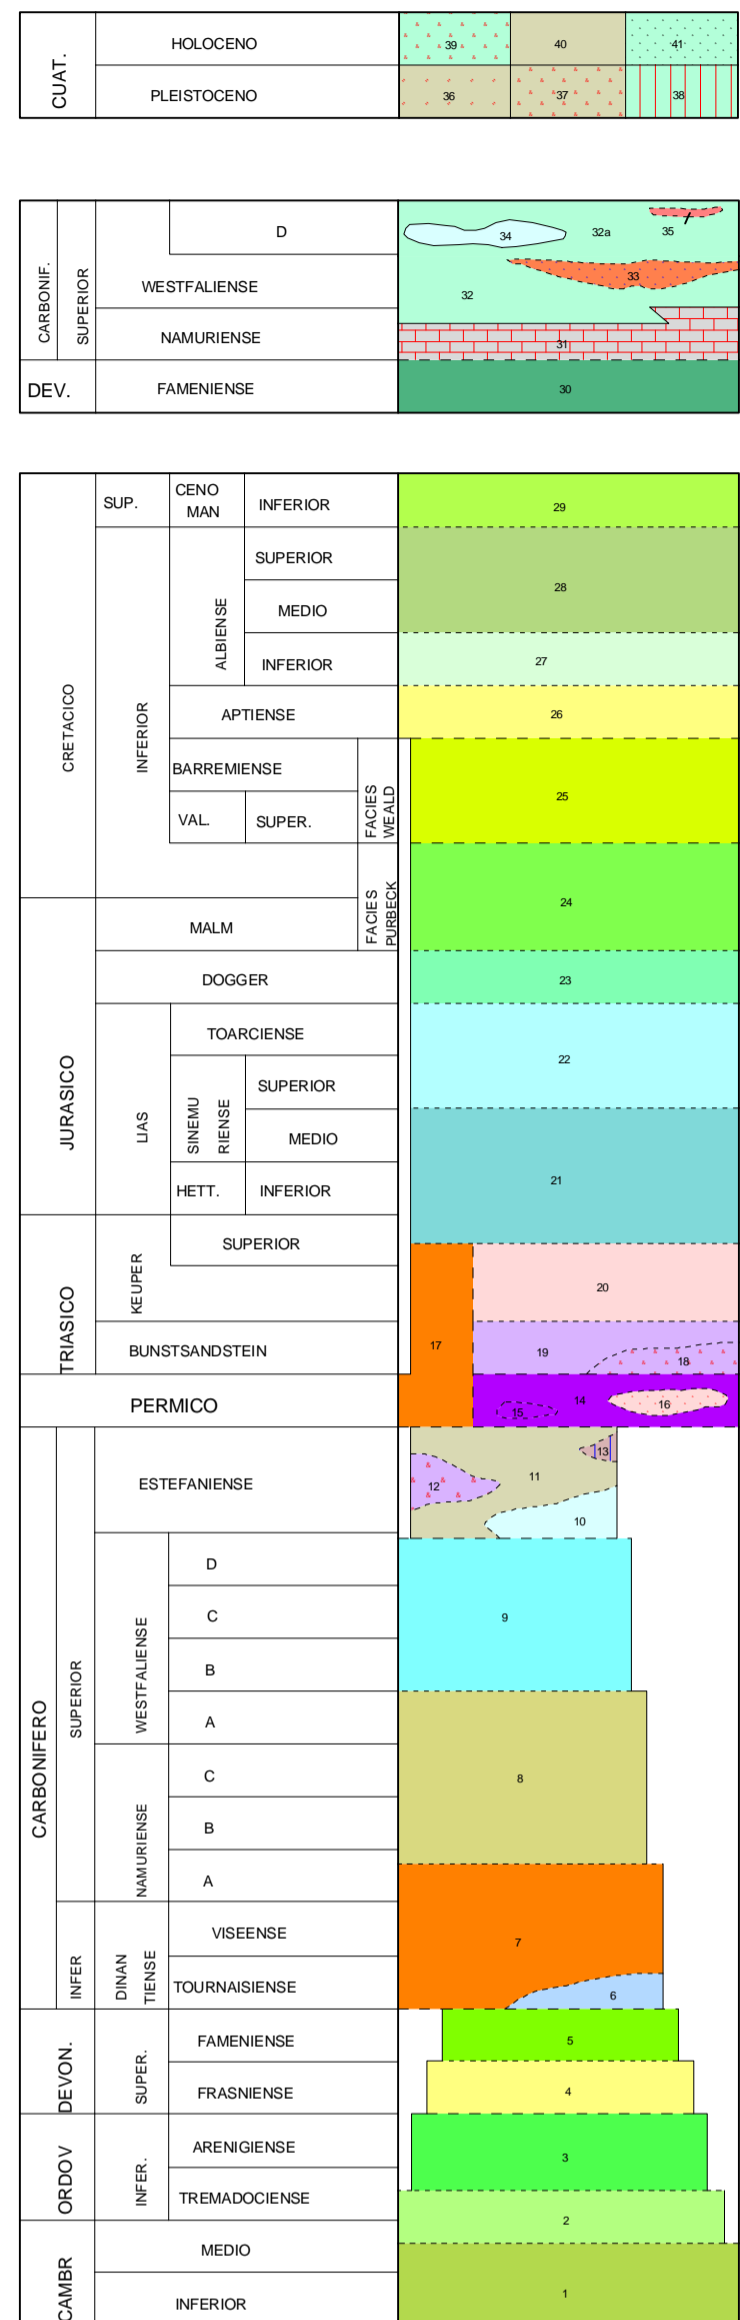 CUAT.
HOLOCENO
39
40
41
PLEISTOCENO
36
37
38
CARBONIF.
SUPERIOR
D
34
32a
35
WESTFALIENSE
33
32
NAMURIENSE
31
DEV.
FAMENIENSE
30
CRETACICO
SUP.
CENO
MAN
INFERIOR
29
INFERIOR
ALBIENSE
SUPERIOR
28
MEDIO
INFERIOR
27
APTIENSE
26
BARREMIENSE
FACIES
WEALD
25
VAL.
SUPER.
FACIES
PURBECK
24
JURASICO
MALM
DOGGER
23
LIAS
TOARCIENSE
22
SINEMU
RIENSE
SUPERIOR
MEDIO
21
HETT.
INFERIOR
TRIASICO
KEUPER
SUPERIOR
20
17
BUNSTSANDSTEIN
19
18
PERMICO
14
15
16
CARBONIFERO
SUPERIOR
ESTEFANIENSE
13
11
12
10
WESTFALIENSE
D
C
9
B
A
NAMURIENSE
C
8
B
A
INFER
DINAN
TIENSE
VISEENSE
7
TOURNAISIENSE
6
DEVON.
SUPER.
FAMENIENSE
5
FRASNIENSE
4
ORDOV
INFER.
ARENIGIENSE
3
TREMADOCIENSE
2
CAMBR
MEDIO
1
INFERIOR